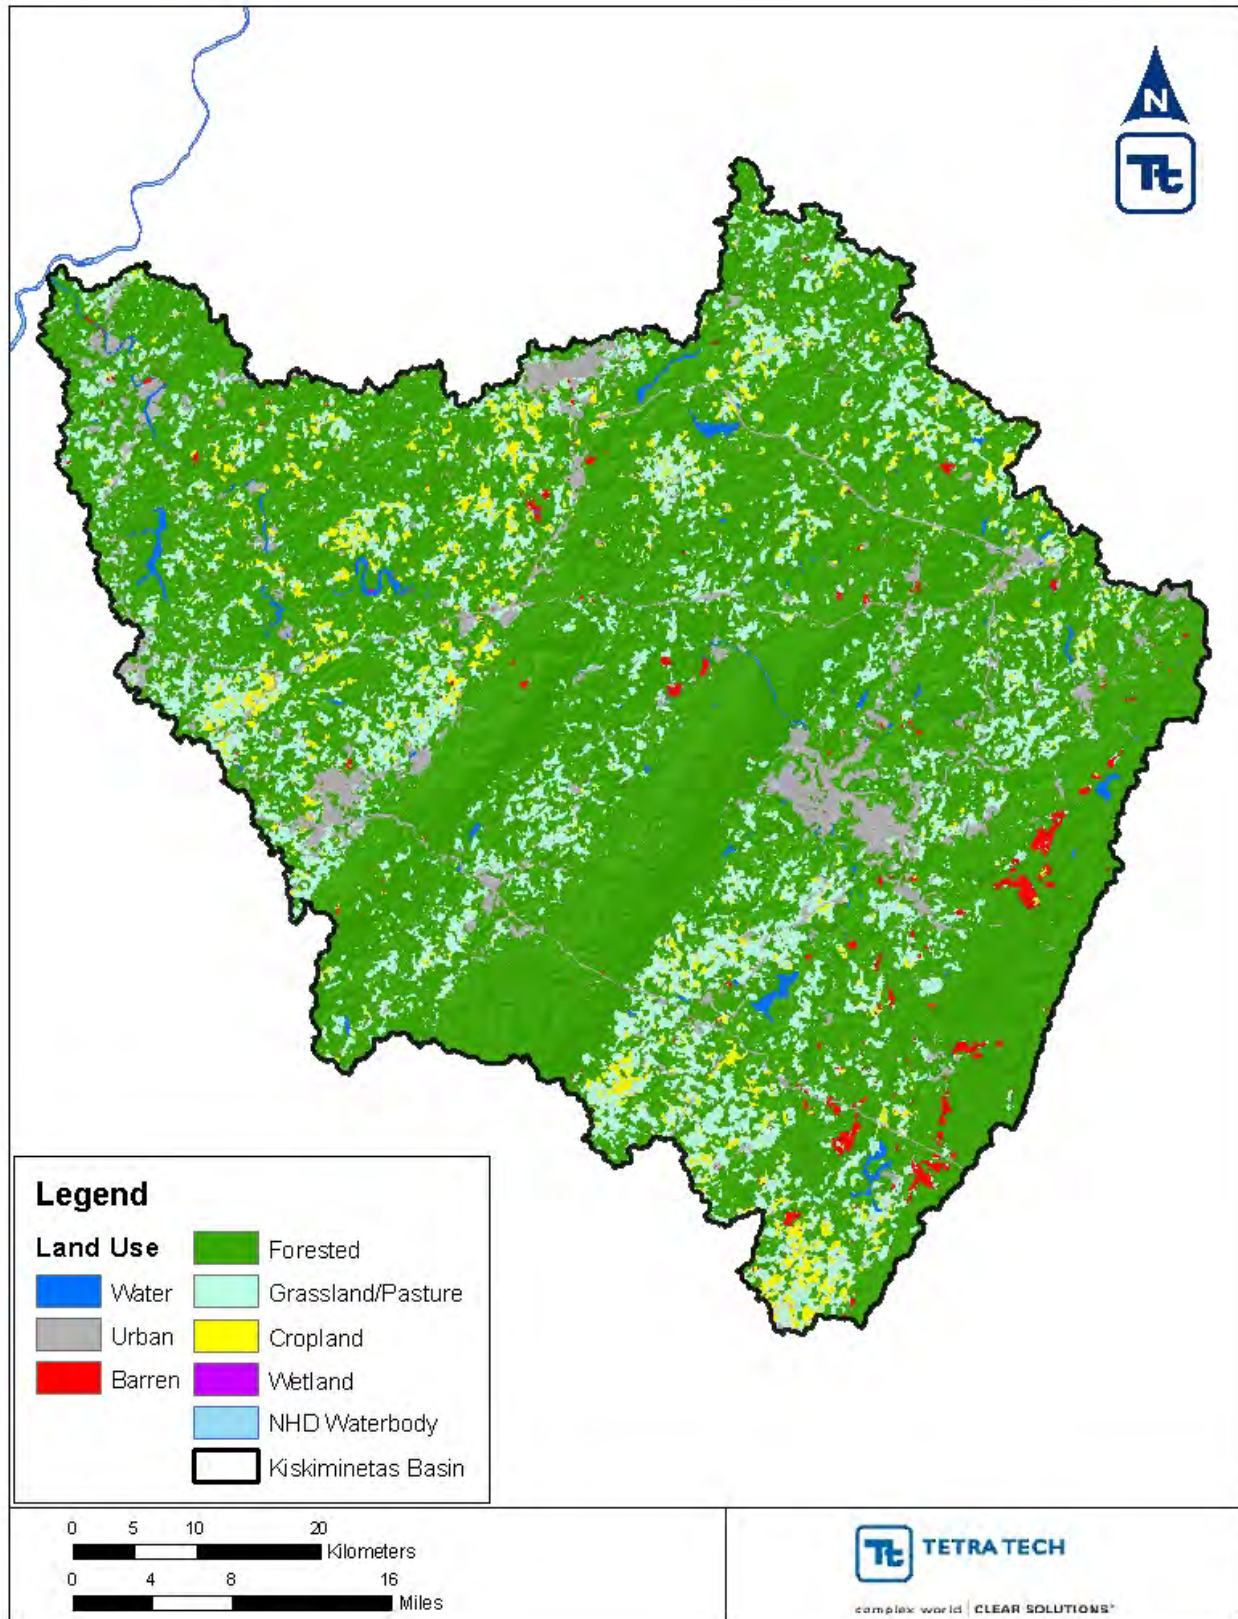 N
Tt
Legend
Land Use
Water
Urban
Barren
Forested
Grassland/Pasture
Cropland
Wetland
NHD Waterbody
Kiskiminetas Basin
0 5 10 20
Kilometers
0 4 8 16
Miles
Tt TETRA TECH
complex world | CLEAR SOLUTIONS™